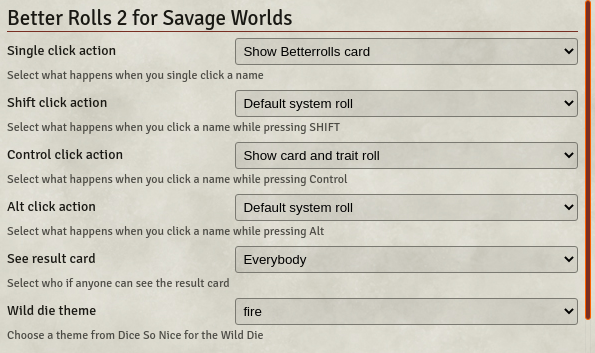 Better Rolls 2 for Savage Worlds
Single click action Show Betterrolls card
Select what happens when you single click a name
Shift click action Default system roll
Select what happens when you click a name while pressing SHIFT
Control click action Show card and trait roll
Select what happens when you click a name while pressing Control
Alt click action Default system roll
Select what happens when you click a name while pressing Alt
See result card Everybody
Select who if anyone can see the result card
Wild die theme fire
Choose a theme from Dice So Nice for the Wild Die